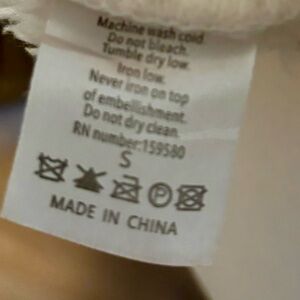 Machine wash cold
Do not bleach.
Tumble dry low.
Iron low.
Never iron on top
of embellishment.
Do not dry clean.
RN number:159580
S
P
MADE IN CHINA